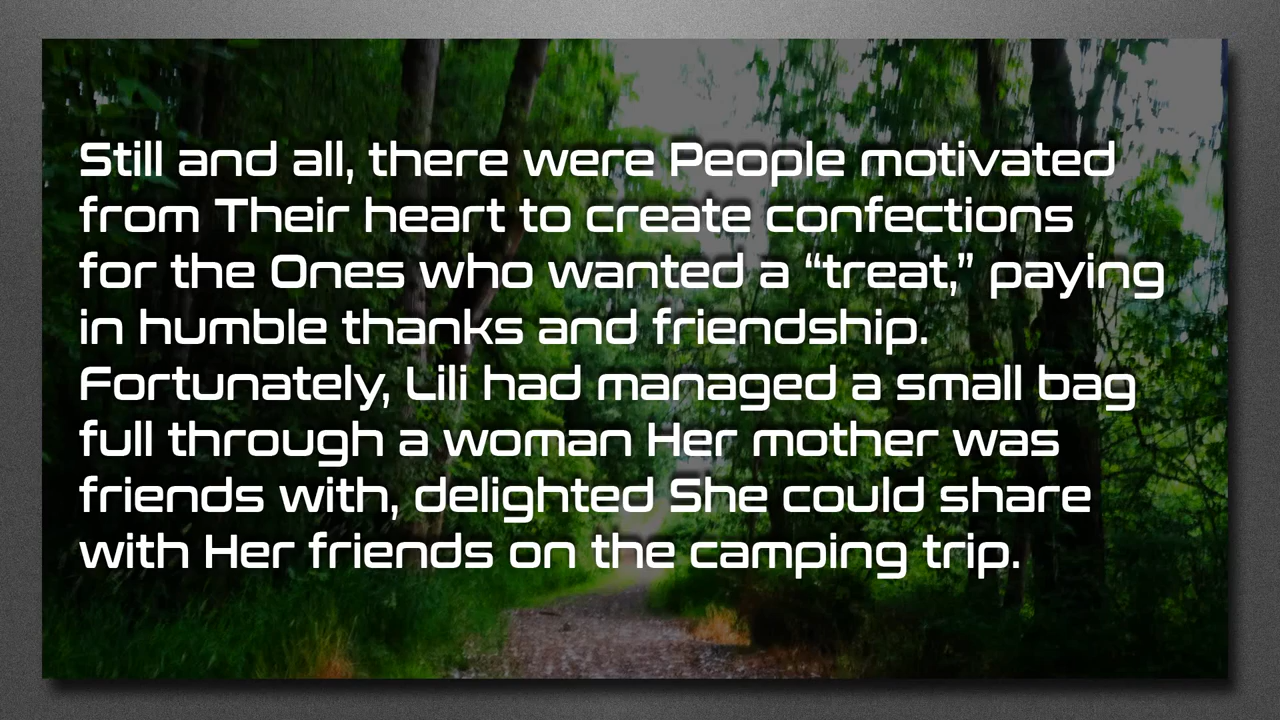 Still and all, there were People motivated
from Their heart to create confections
for the Ones who wanted a “treat,” paying
in humble thanks and friendship.
Fortunately, Lili had managed a small bag
full through a woman Her mother was
friends with, delighted She could share
with Her friends on the camping trip.